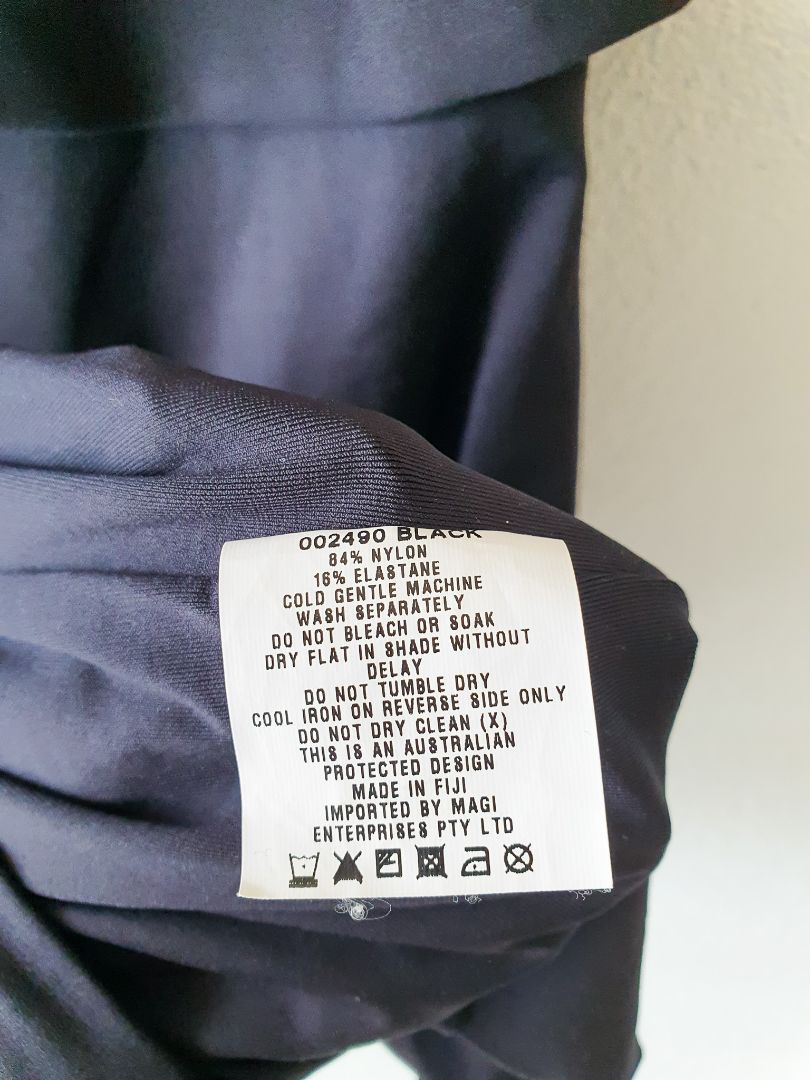 002490 BLACK
84% NYLON
16% ELASTANE
COLD GENTLE MACHINE
WASH SEPARATELY
DO NOT BLEACH OR SOAK
DRY FLAT IN SHADE WITHOUT
DELAY
DO NOT TUMBLE DRY
COOL IRON ON REVERSE SIDE ONLY
DO NOT DRY CLEAN (X)
THIS IS AN AUSTRALIAN
PROTECTED DESIGN
MADE IN FIJI
IMPORTED BY MAGI
ENTERPRISES PTY LTD